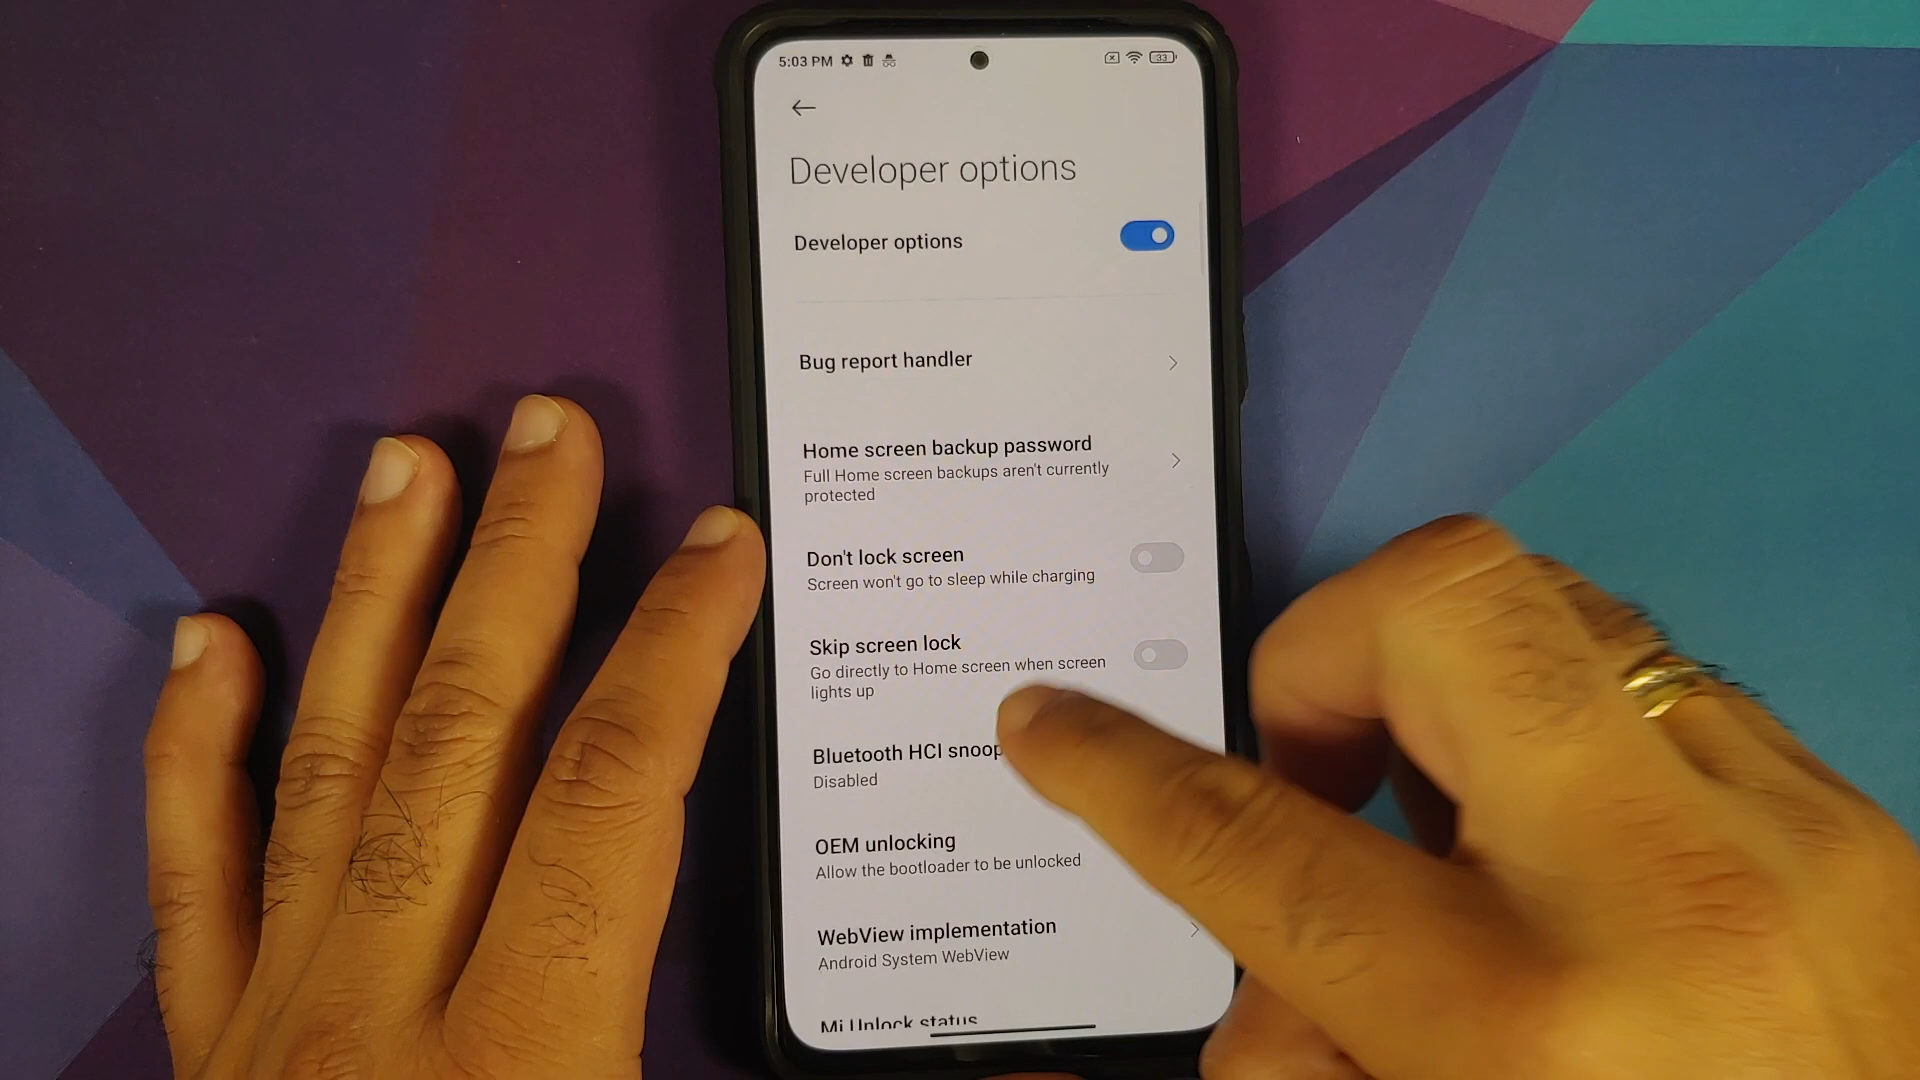 5:03 PM
33
Developer options
Developer options
Bug report handler
Home screen backup password
Full Home screen backups aren't currently
protected
Don't lock screen
Screen won't go to sleep while charging
Skip screen lock
Go directly to Home screen when screen
lights up
Bluetooth HCI snoop
Disabled
OEM unlocking
Allow the bootloader to be unlocked
WebView implementation
Android System WebView
Mi Unlock status